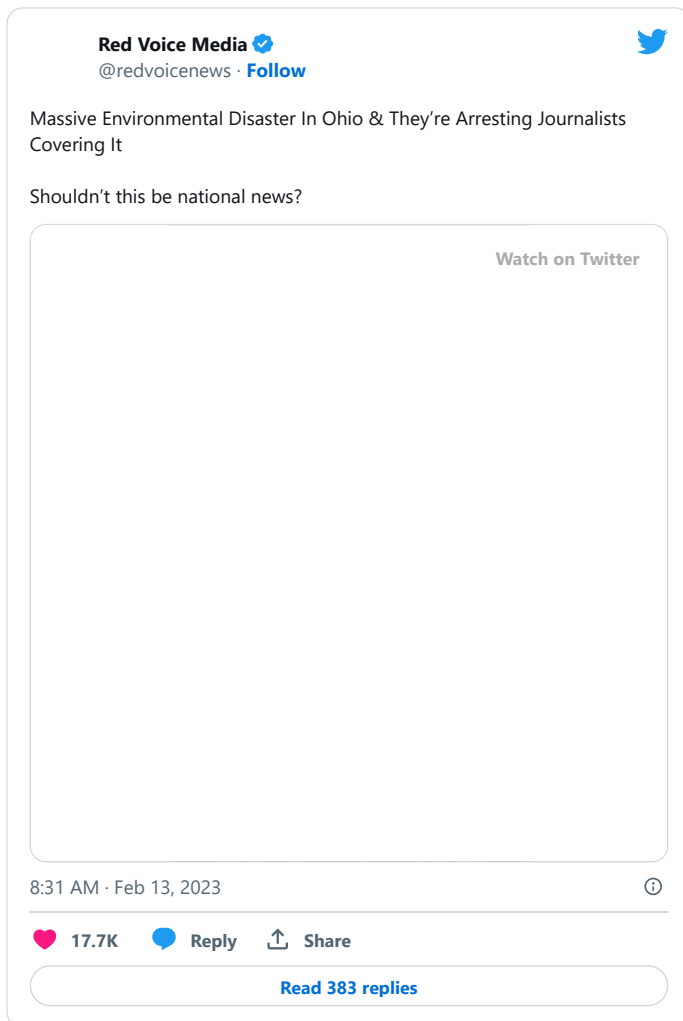 Red Voice Media
@redvoicenews · Follow
Massive Environmental Disaster In Ohio & They’re Arresting Journalists
Covering It
Shouldn’t this be national news?
Watch on Twitter
8:31 AM · Feb 13, 2023
17.7K Reply Share
Read 383 replies